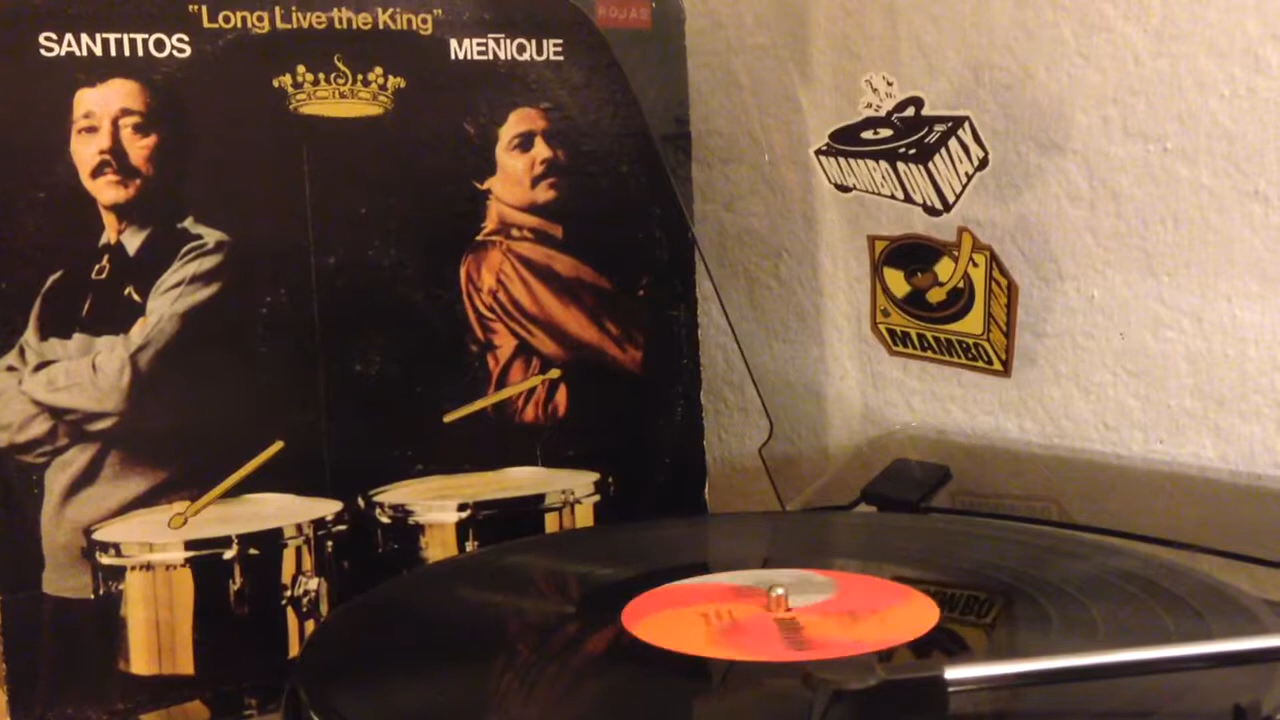 "Long Live the King"
SANTITOS
MEÑIQUE
ROJAS
MAMBO ON WAX
MAMBO